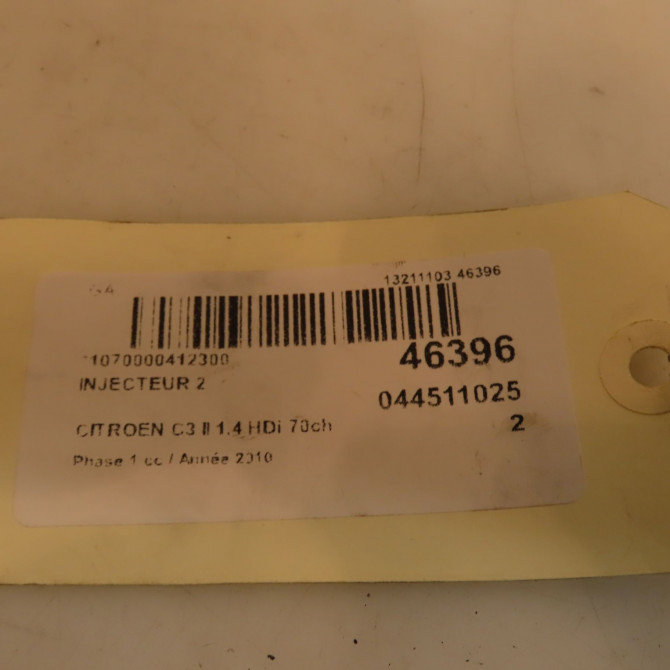 13211103 46396
11070000412300
46396
INJECTEUR 2
044511025
2
CITROEN C3 II 1.4 HDi 70ch
Phase 1 cc / Année 2010